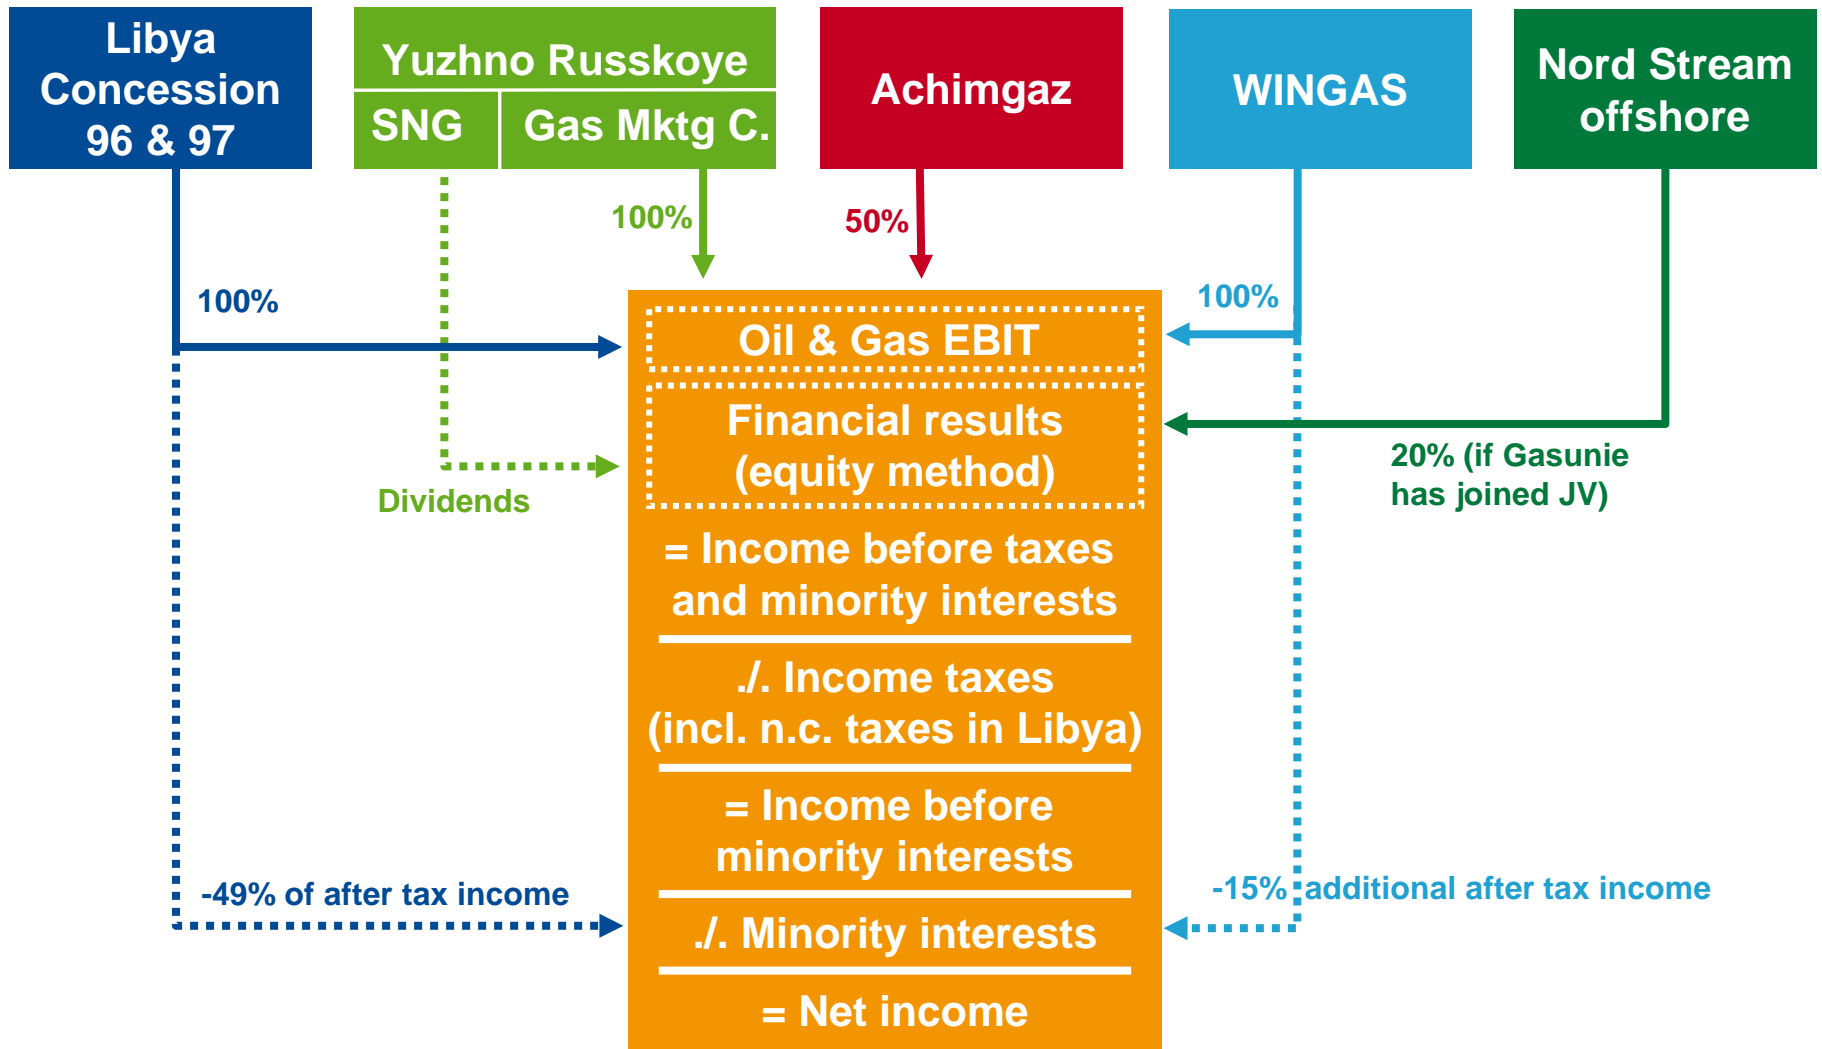 Libya
Concession
96 & 97
Yuzhno Russkoye
SNG
Gas Mktg C.
Achimgaz
WINGAS
Nord Stream
offshore
100%
100%
50%
100%
Oil & Gas EBIT
Financial results
(equity method)
Dividends
20% (if Gasunie
has joined JV)
= Income before taxes
and minority interests
./. Income taxes
(incl. n.c. taxes in Libya)
= Income before
minority interests
-49% of after tax income
-15% additional after tax income
./. Minority interests
= Net income